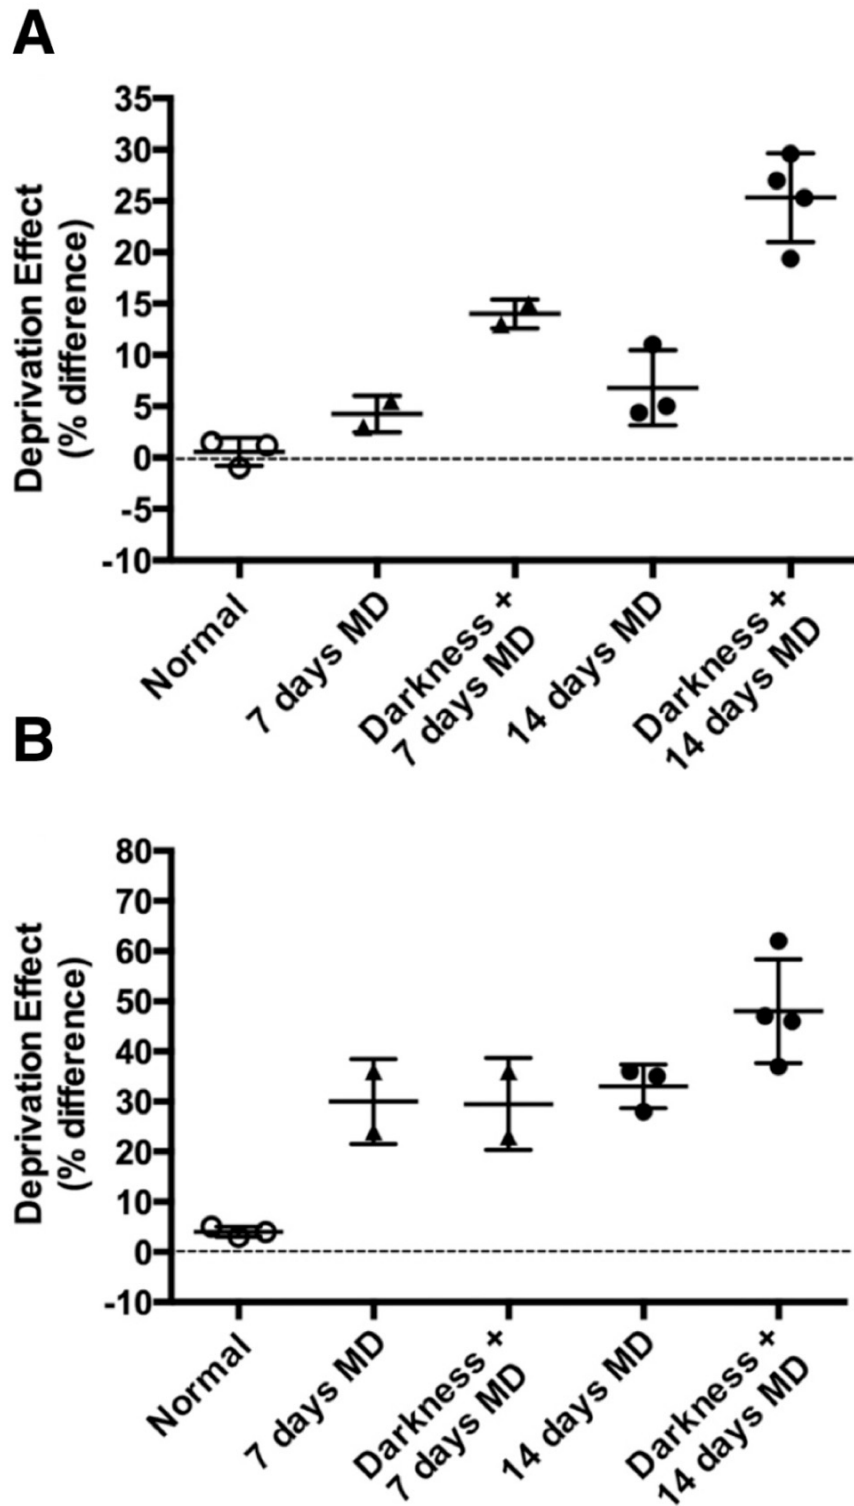 A
Deprivation Effect
(% difference)
35
30
25
20
15
10
5
0
-5
-10
Normal
7 days MD
Darkness +
7 days MD
14 days MD
Darkness +
14 days MD
B
Deprivation Effect
(% difference)
80
70
60
50
40
30
20
10
0
-10
Normal
7 days MD
Darkness +
7 days MD
14 days MD
Darkness +
14 days MD